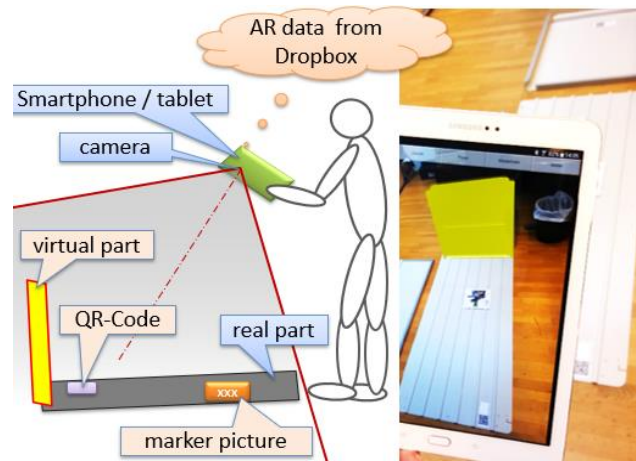 AR data from
Dropbox
Smartphone / tablet
camera
virtual part
QR-Code
real part
xxx
marker picture
SAMSUNG